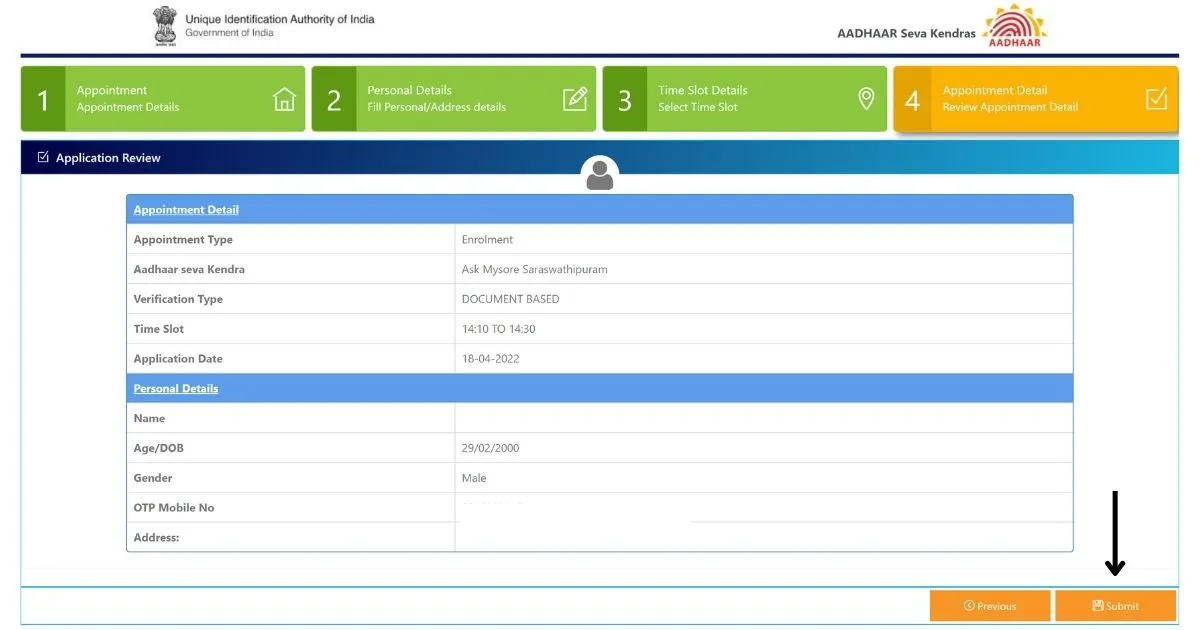 Unique Identification Authority of India
Government of India
AADHAAR Seva Kendras
AADHAAR
1
Appointment
Appointment Details
2
Personal Details
Fill Personal/Address details
3
Time Slot Details
Select Time Slot
4
Appointment Detail
Review Appointment Detail
Application Review
Appointment Detail
Appointment Type Enrolment
Aadhaar seva Kendra Ask Mysore Saraswathipuram
Verification Type DOCUMENT BASED
Time Slot 14:10 TO 14:30
Application Date 18-04-2022
Personal Details
Name
Age/DOB 29/02/2000
Gender Male
OTP Mobile No
Address:
Previous
Submit